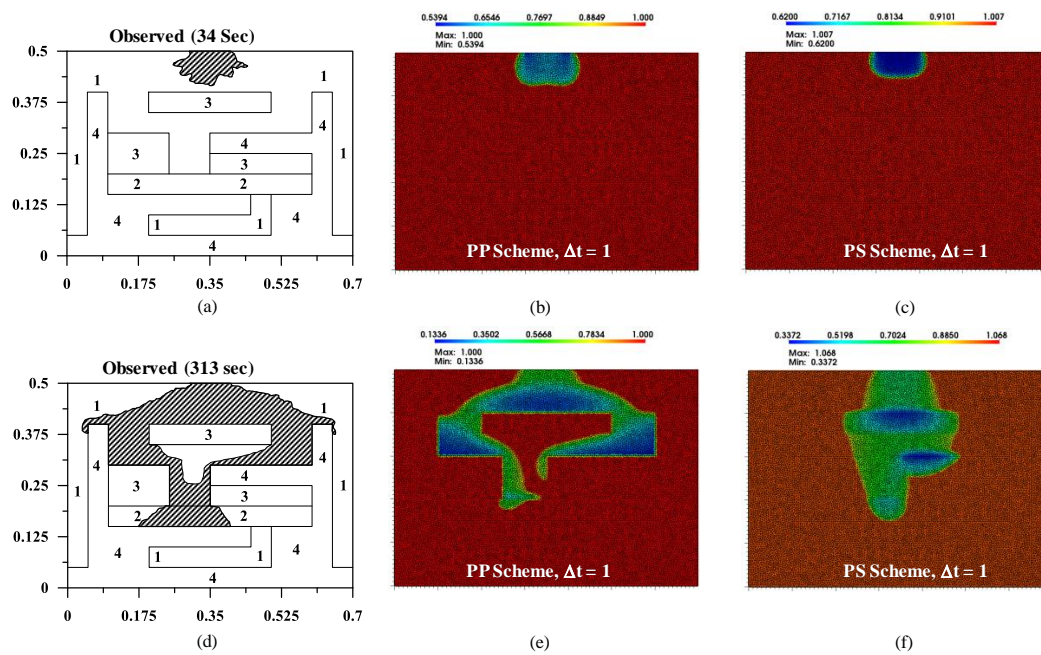 Observed (34 Sec)
0.5
0.375
0.25
0.125
0
0
0.175
0.35
0.525
0.7
1
1
3
4
4
4
1
3
3
1
2
2
4
1
1
4
4
(a)
0.5394 0.6546 0.7697 0.8849 1.000
Max: 1.000
Min: 0.5394
PP Scheme, Δt = 1
(b)
0.6200 0.7167 0.8134 0.9101 1.007
Max: 1.007
Min: 0.6200
PS Scheme, Δt = 1
(c)
Observed (313 sec)
0.5
0.375
0.25
0.125
0
0
0.175
0.35
0.525
0.7
1
1
3
4
4
4
1
3
3
1
2
2
4
1
1
4
4
(d)
0.1336 0.3502 0.5668 0.7834 1.000
Max: 1.000
Min: 0.1336
PP Scheme, Δt = 1
(e)
0.3372 0.5198 0.7024 0.8850 1.068
Max: 1.068
Min: 0.3372
PS Scheme, Δt = 1
(f)